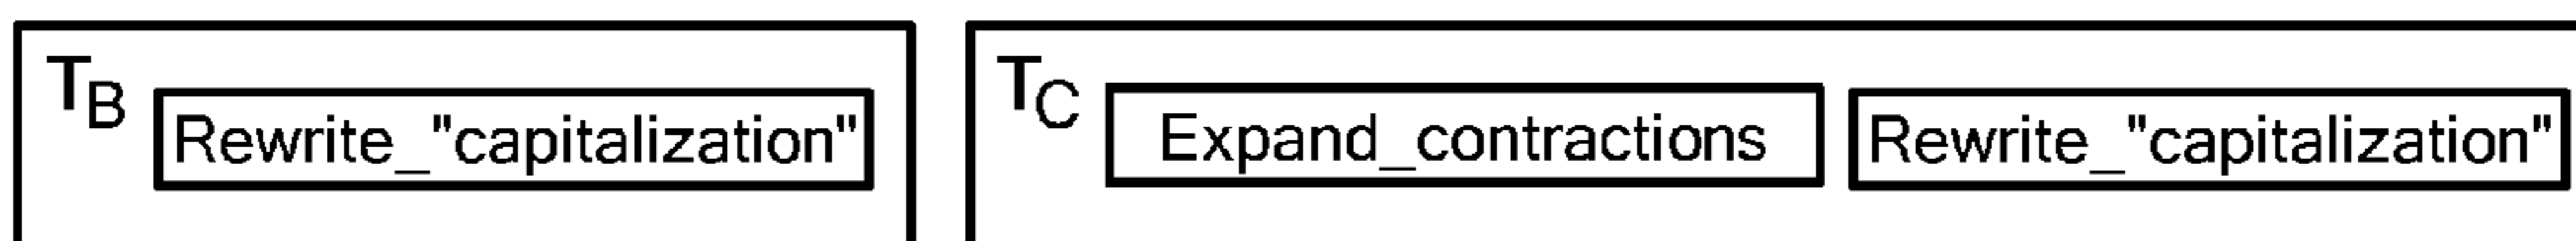 TB Rewrite_"capitalization"
TC Expand_contractions Rewrite_"capitalization"